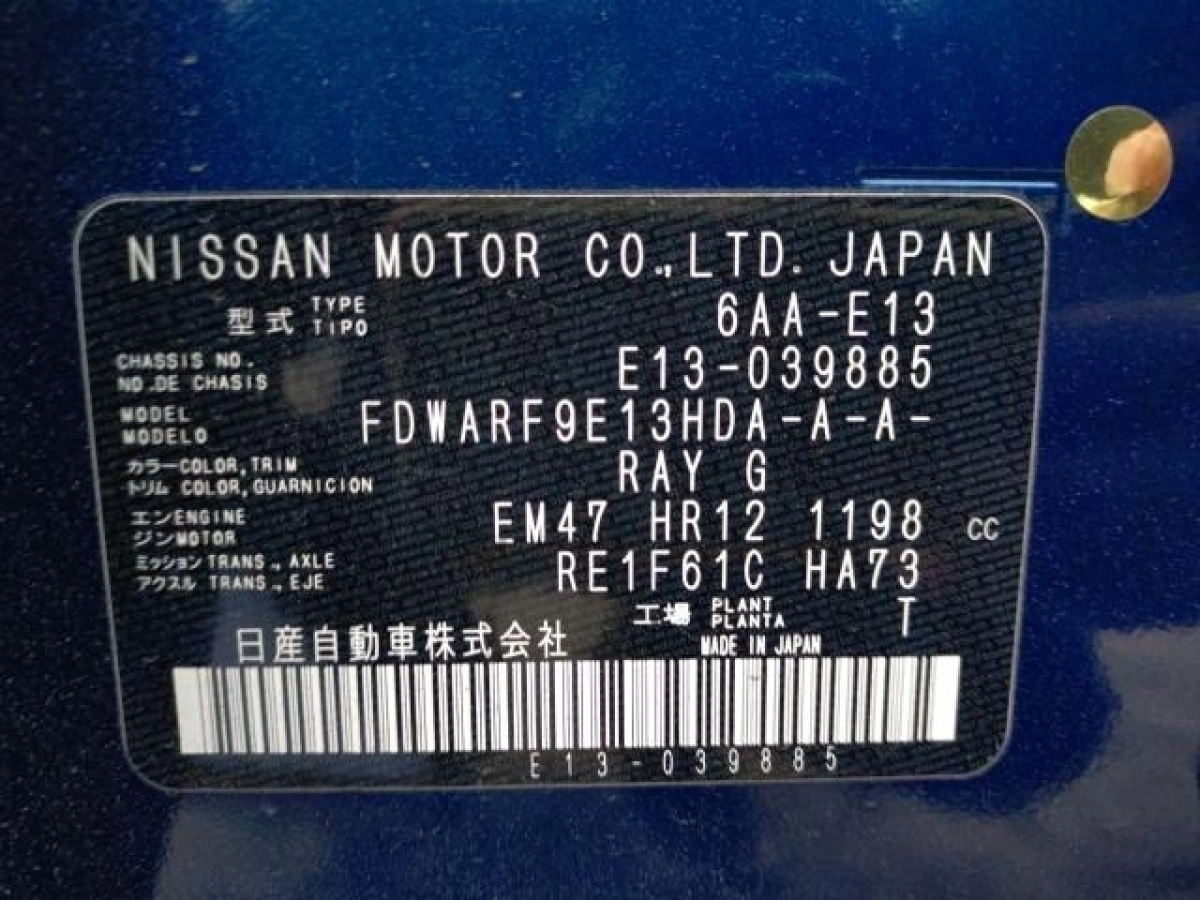 NISSAN MOTOR CO.,LTD. JAPAN
型式 TYPE TIPO 6AA-E13
CHASSIS NO. NO.DE CHASIS E13-039885
MODEL MODELO FDWARF9E13HDA-A-A-
カラー COLOR,TRIM トリム COLOR,GUARNICION RAY G
エンジン ENGINE MOTOR EM47 HR12 1198 CC
ミッション TRANS.,AXLE アクスル TRANS.,EJE RE1F61C HA73
工場 PLANT PLANTA T
日産自動車株式会社 MADE IN JAPAN
E13-039885